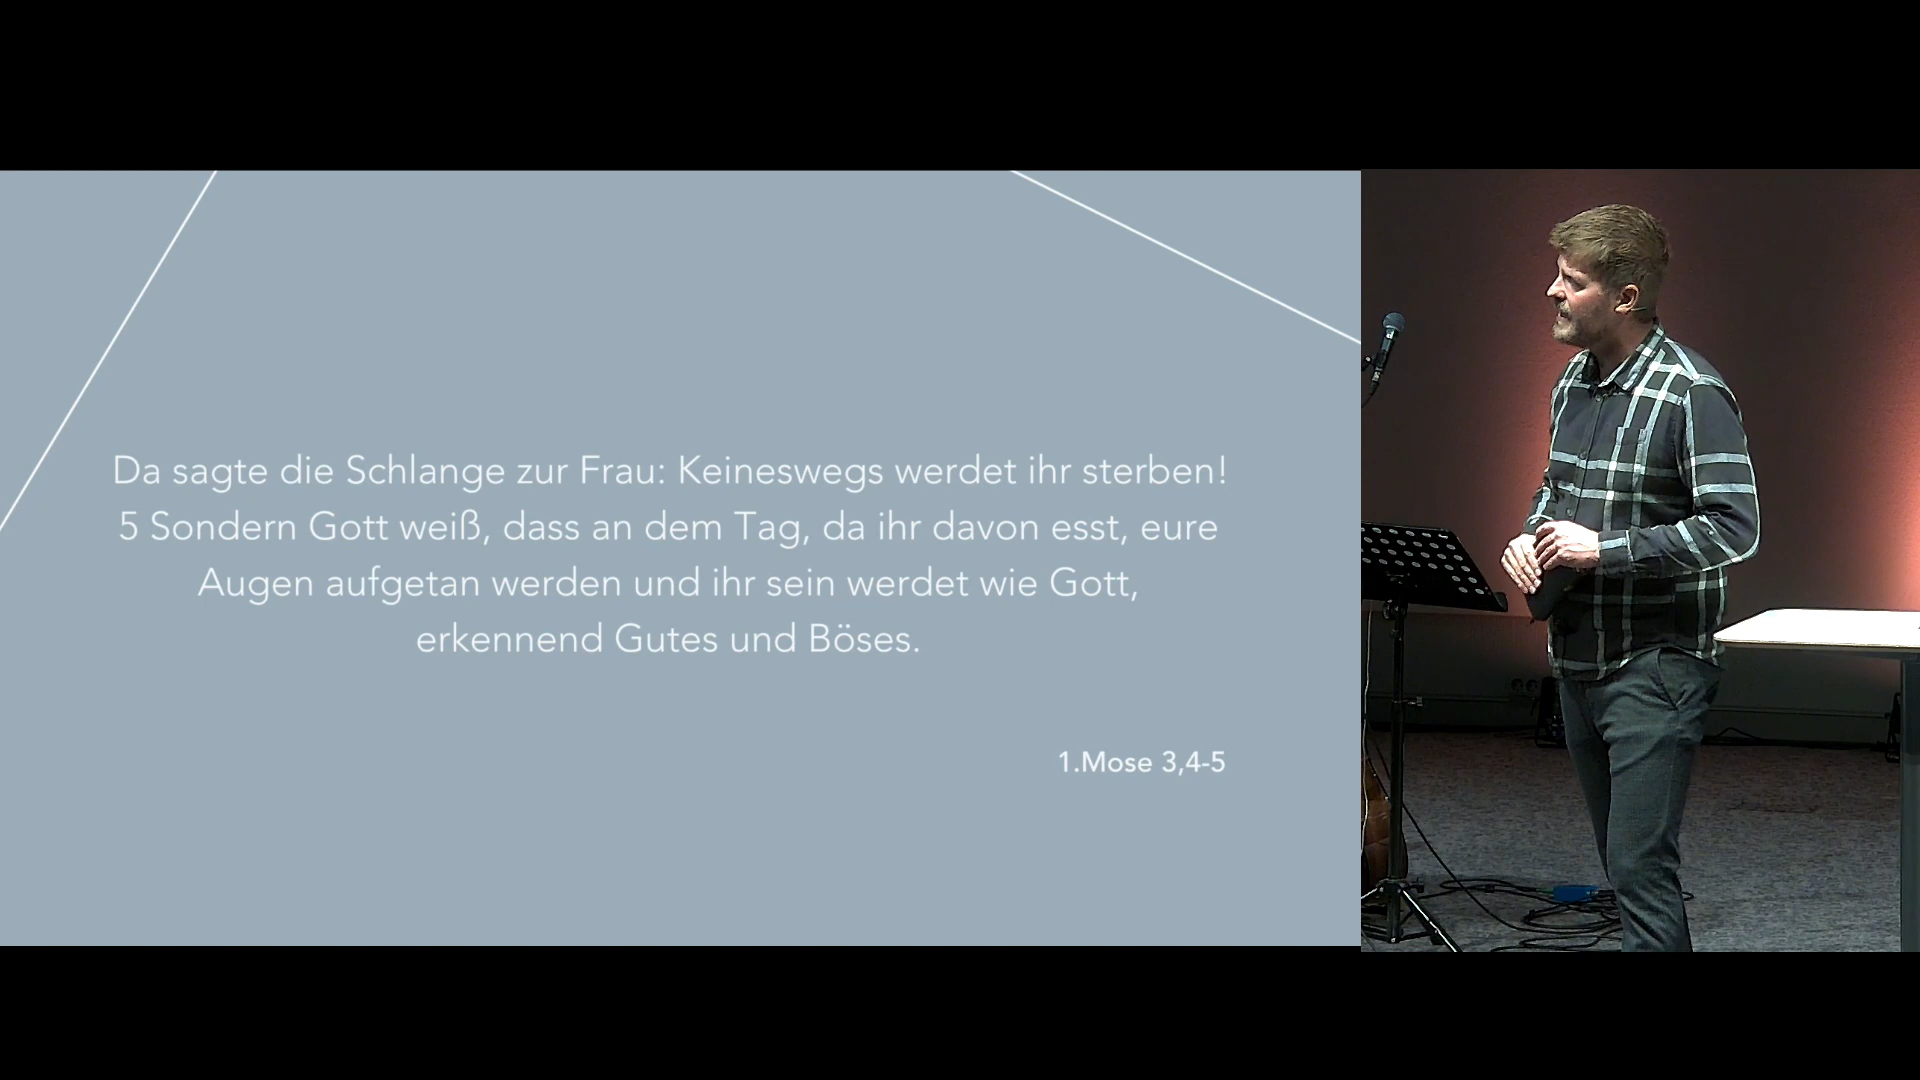 Da sagte die Schlange zur Frau: Keineswegs werdet ihr sterben!
5 Sondern Gott weiß, dass an dem Tag, da ihr davon esst, eure
Augen aufgetan werden und ihr sein werdet wie Gott,
erkennend Gutes und Böses.
1.Mose 3,4-5